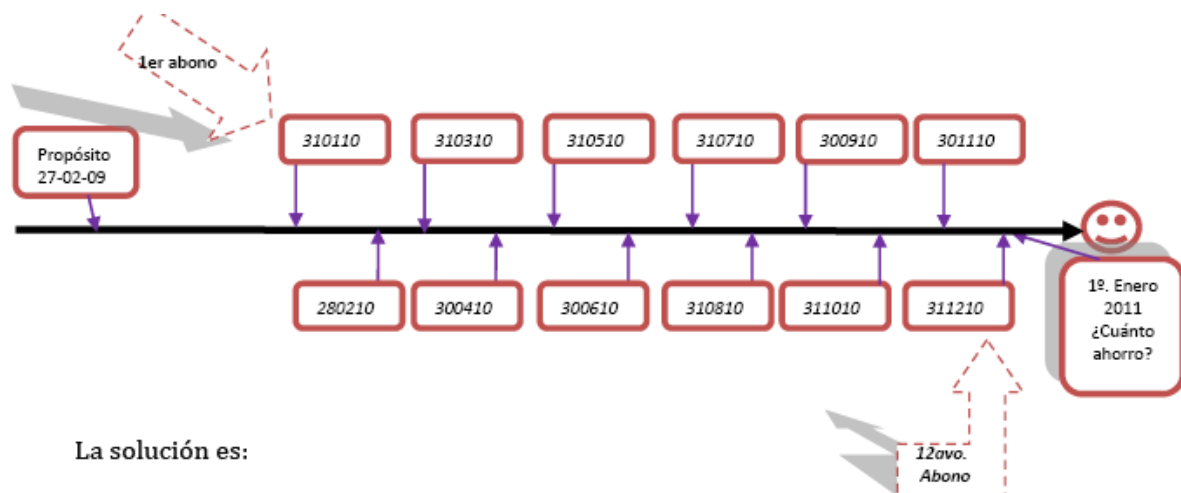 1er abono
Propósito
27-02-09
310110
310310
310510
310710
300910
301110
280210
300410
300610
310810
311010
311210
1º. Enero
2011
¿Cuánto
ahorro?
La solución es:
12avo.
Abono